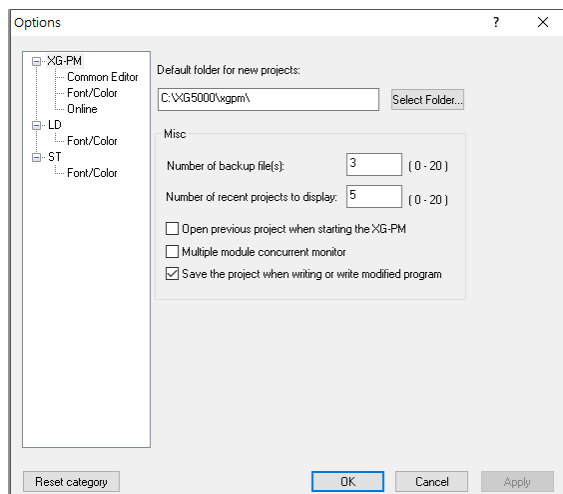 Options
XG-PM
Common Editor
Font/Color
Online
LD
Font/Color
ST
Font/Color
Default folder for new projects:
C:\XG5000\xgpm\
Select Folder...
Misc
Number of backup file(s): 3 ( 0 - 20 )
Number of recent projects to display: 5 ( 0 - 20 )
Open previous project when starting the XG-PM
Multiple module concurrent monitor
Save the project when writing or write modified program
Reset category OK Cancel Apply